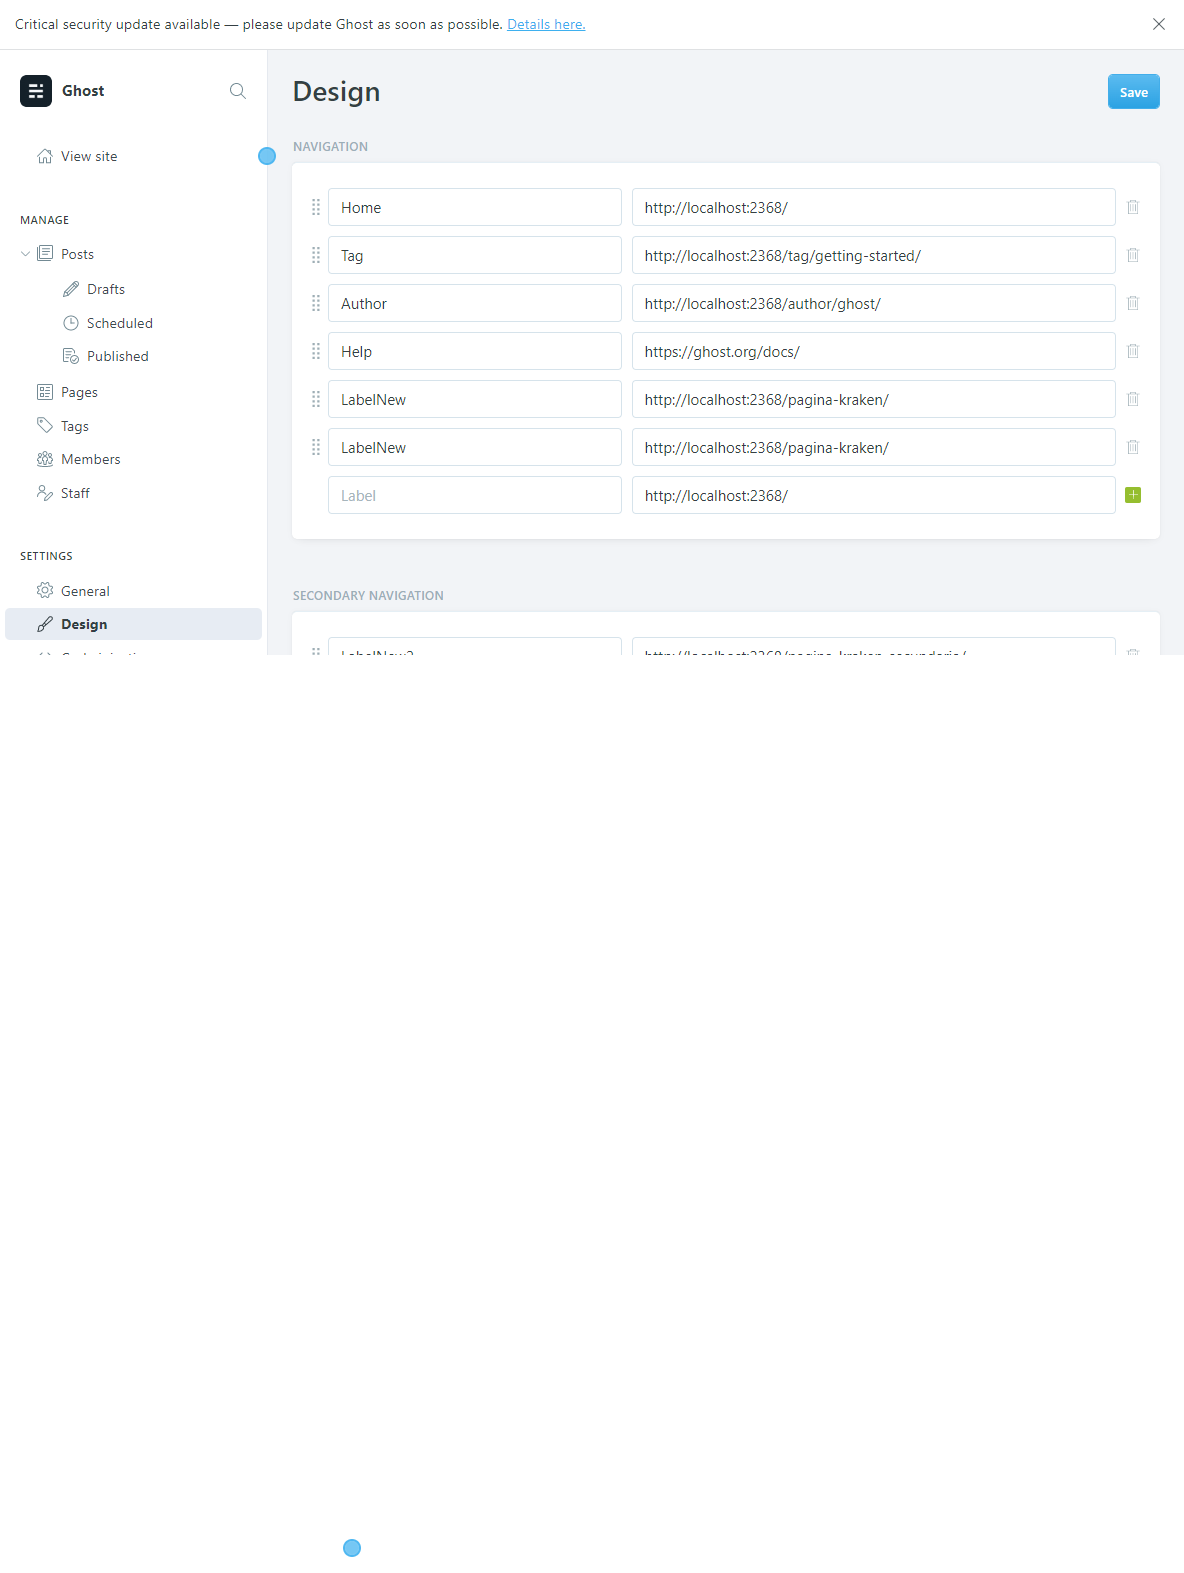 Critical security update available — please update Ghost as soon as possible. Details here.
Ghost
View site
MANAGE
Posts
Drafts
Scheduled
Published
Pages
Tags
Members
Staff
SETTINGS
General
Design
Design
Save
NAVIGATION
Home http://localhost:2368/
Tag http://localhost:2368/tag/getting-started/
Author http://localhost:2368/author/ghost/
Help https://ghost.org/docs/
LabelNew http://localhost:2368/pagina-kraken/
LabelNew http://localhost:2368/pagina-kraken/
Label http://localhost:2368/
SECONDARY NAVIGATION